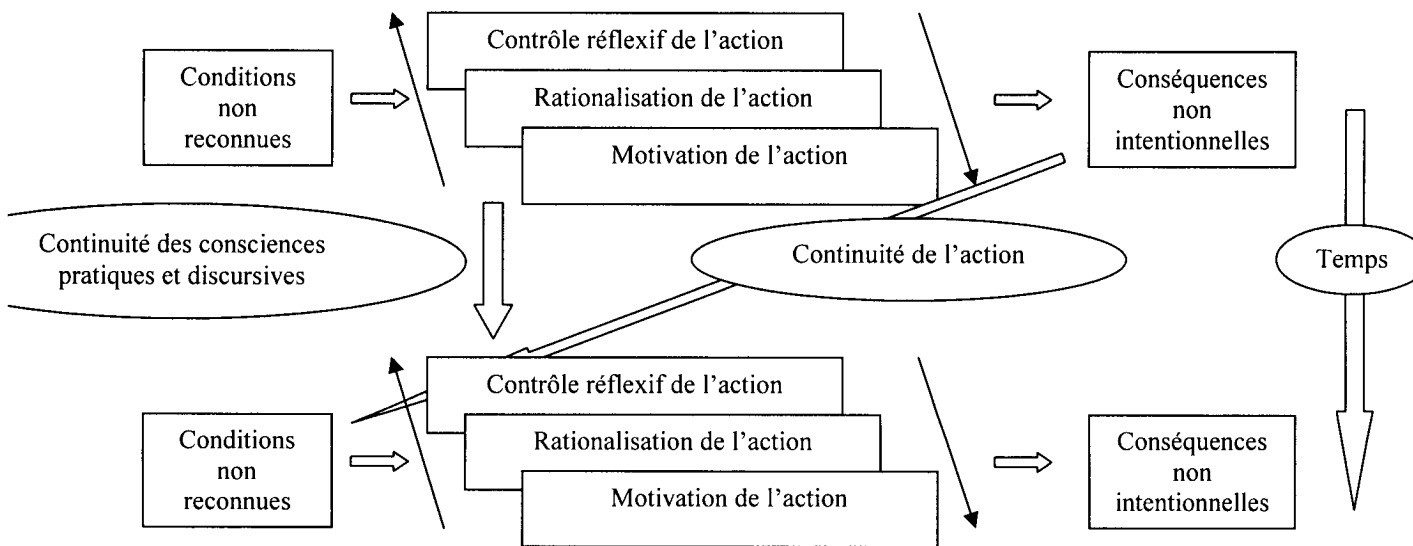 Contrôle réflexif de l'action
Conditions
non
reconnues
Rationalisation de l'action
Motivation de l'action
Conséquences
non
intentionnelles
Continuité des consciences
pratiques et discursives
Continuité de l'action
Temps
Contrôle réflexif de l'action
Conditions
non
reconnues
Rationalisation de l'action
Motivation de l'action
Conséquences
non
intentionnelles